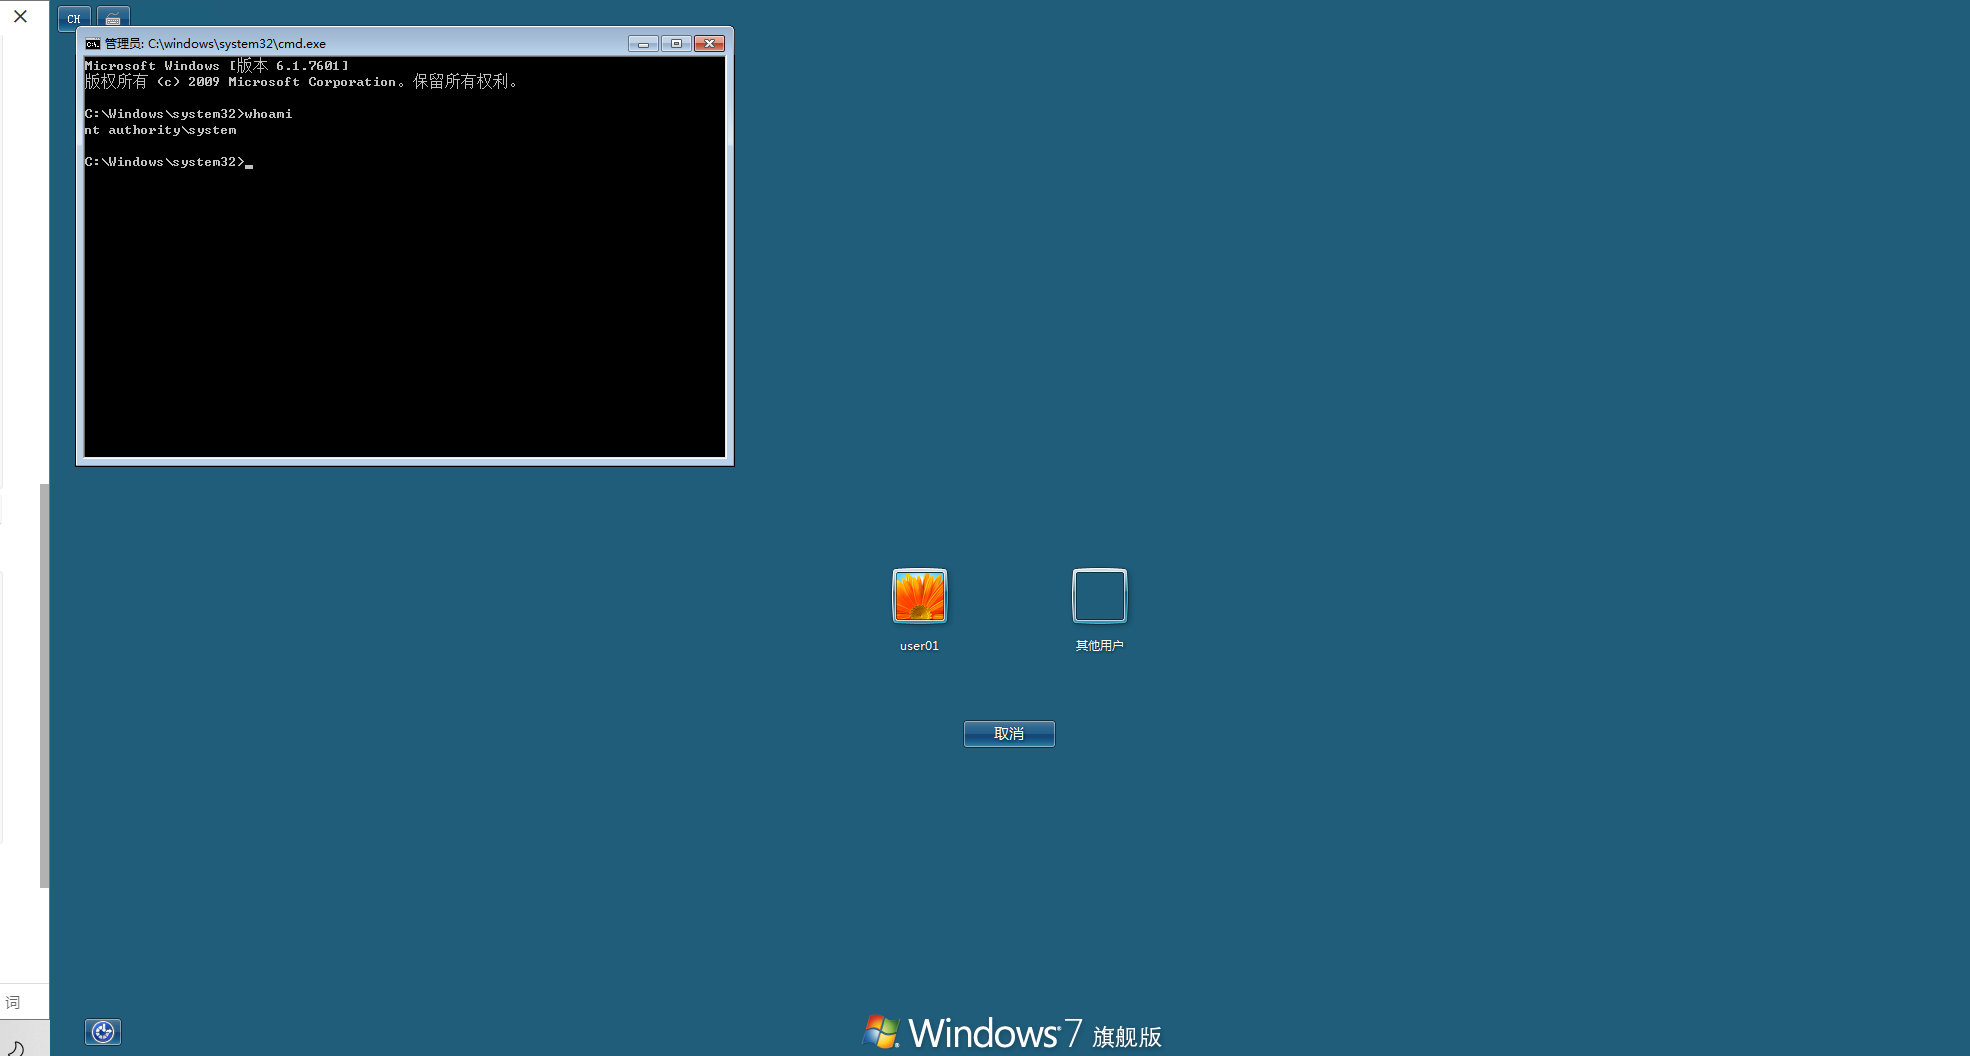 CH
管理员: C:\windows\system32\cmd.exe
Microsoft Windows [版本 6.1.7601]
版权所有 (c) 2009 Microsoft Corporation。保留所有权利。
C:\Windows\system32>whoami
nt authority\system
C:\Windows\system32>
user01
其他用户
取消
词
Windows 7 旗舰版